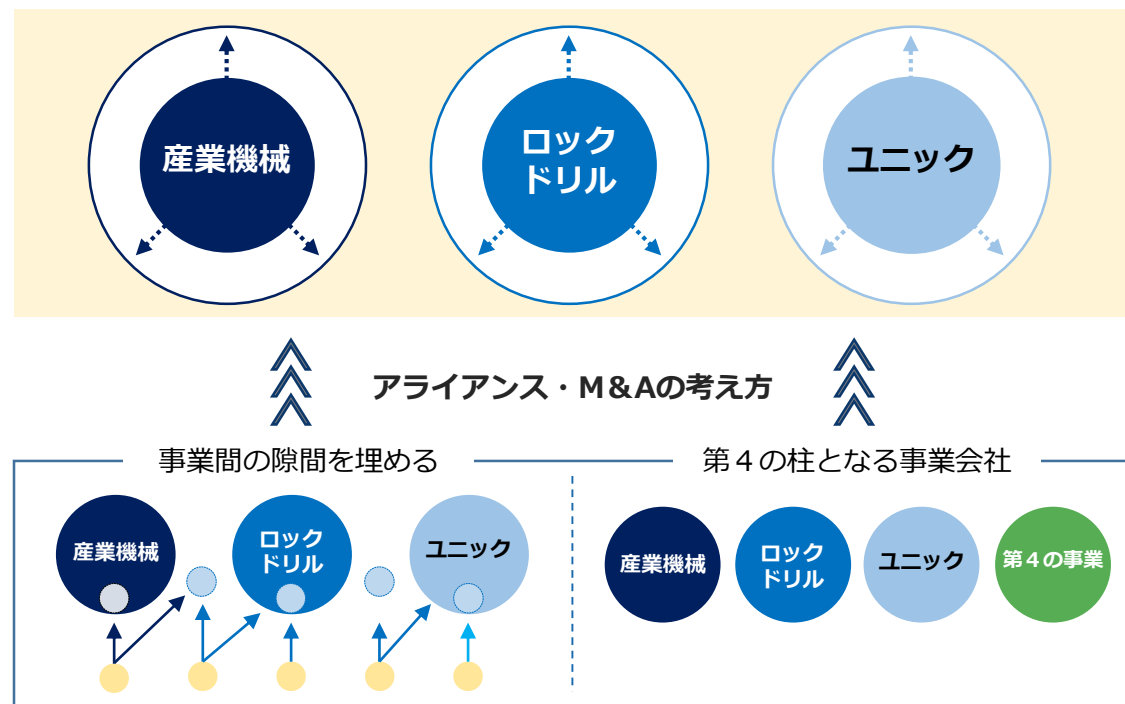 産業機械
ロック
ドリル
ユニック
アライアンス・M&Aの考え方
事業間の隙間を埋める
産業機械
ロック
ドリル
ユニック
第４の柱となる事業会社
産業機械
ロック
ドリル
ユニック
第４の事業